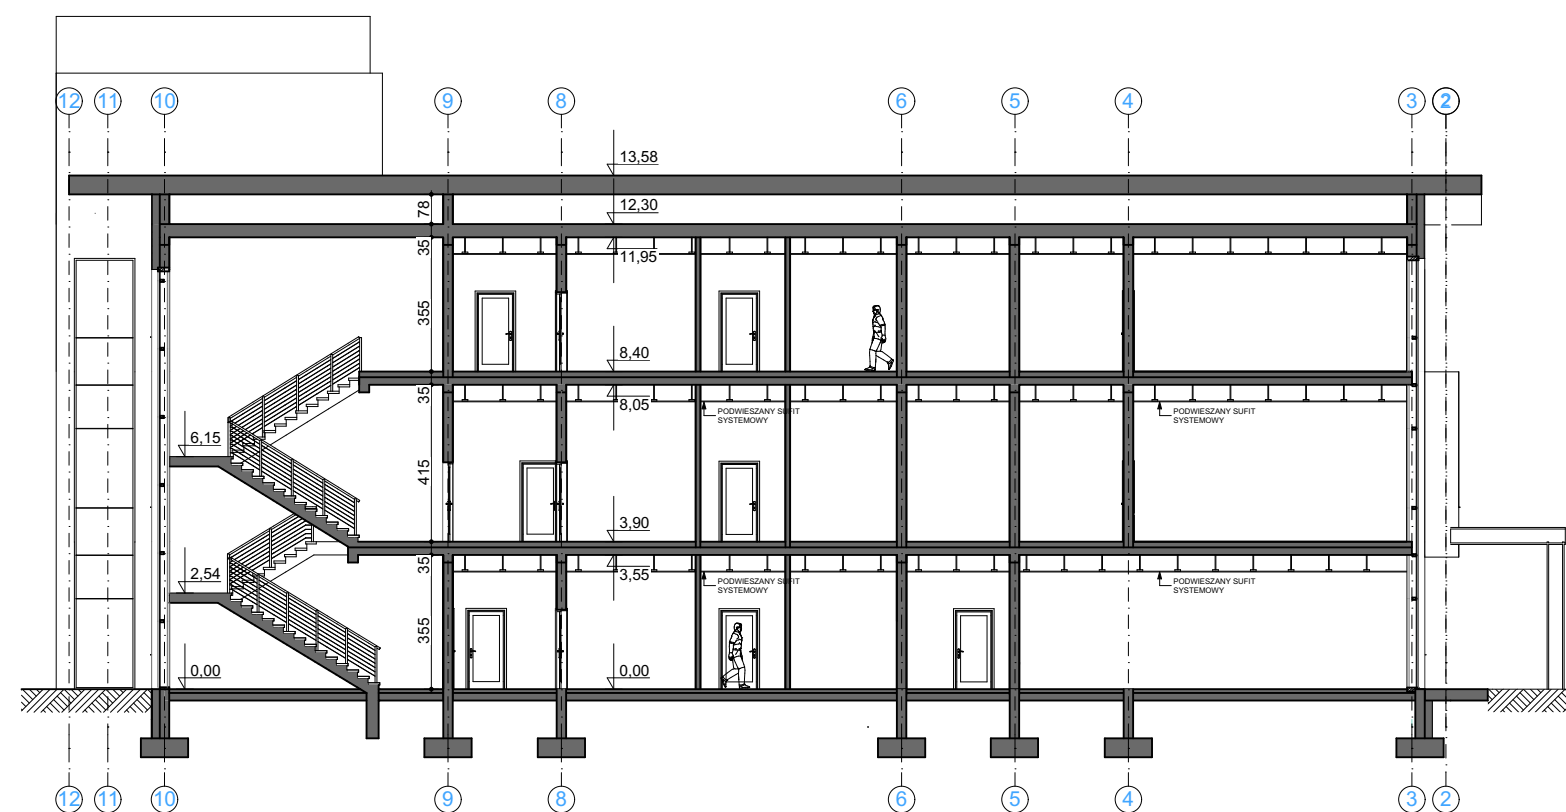 12 11 10 9 8 6 5 4 3 2
13,58
78
12,30
35
11,95
355
8,40
35
8,05
PODWIESZANY SUFIT
SYSTEMOWY
PODWIESZANY SUFIT
SYSTEMOWY
6,15
415
3,90
35
3,55
PODWIESZANY SUFIT
SYSTEMOWY
PODWIESZANY SUFIT
SYSTEMOWY
2,54
355
0,00
0,00
12 11 10 9 8 6 5 4 3 2